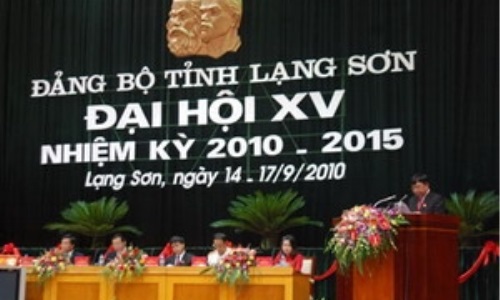 ĐẢNG BỘ TỈNH LẠNG SƠN
ĐẠI HỘI XV
NHIỆM KỲ 2010 - 2015
Lạng Sơn, ngày 14 - 17/9/2010